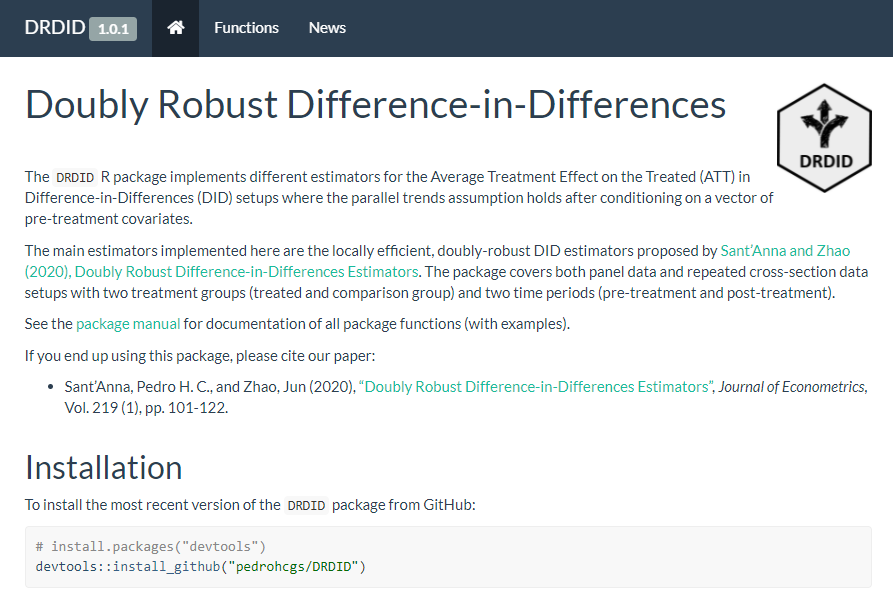 DRDID 1.0.1 Functions News
Doubly Robust Difference-in-Differences
DRDID
The DRDID R package implements different estimators for the Average Treatment Effect on the Treated (ATT) in
Difference-in-Differences (DID) setups where the parallel trends assumption holds after conditioning on a vector of
pre-treatment covariates.
The main estimators implemented here are the locally efficient, doubly-robust DID estimators proposed by Sant’Anna and Zhao
(2020), Doubly Robust Difference-in-Differences Estimators. The package covers both panel data and repeated cross-section data
setups with two treatment groups (treated and comparison group) and two time periods (pre-treatment and post-treatment).
See the package manual for documentation of all package functions (with examples).
If you end up using this package, please cite our paper:
• Sant’Anna, Pedro H. C., and Zhao, Jun (2020), “Doubly Robust Difference-in-Differences Estimators”, Journal of Econometrics,
Vol. 219 (1), pp. 101-122.
Installation
To install the most recent version of the DRDID package from GitHub:
# install.packages("devtools")
devtools::install_github("pedrohcgs/DRDID")